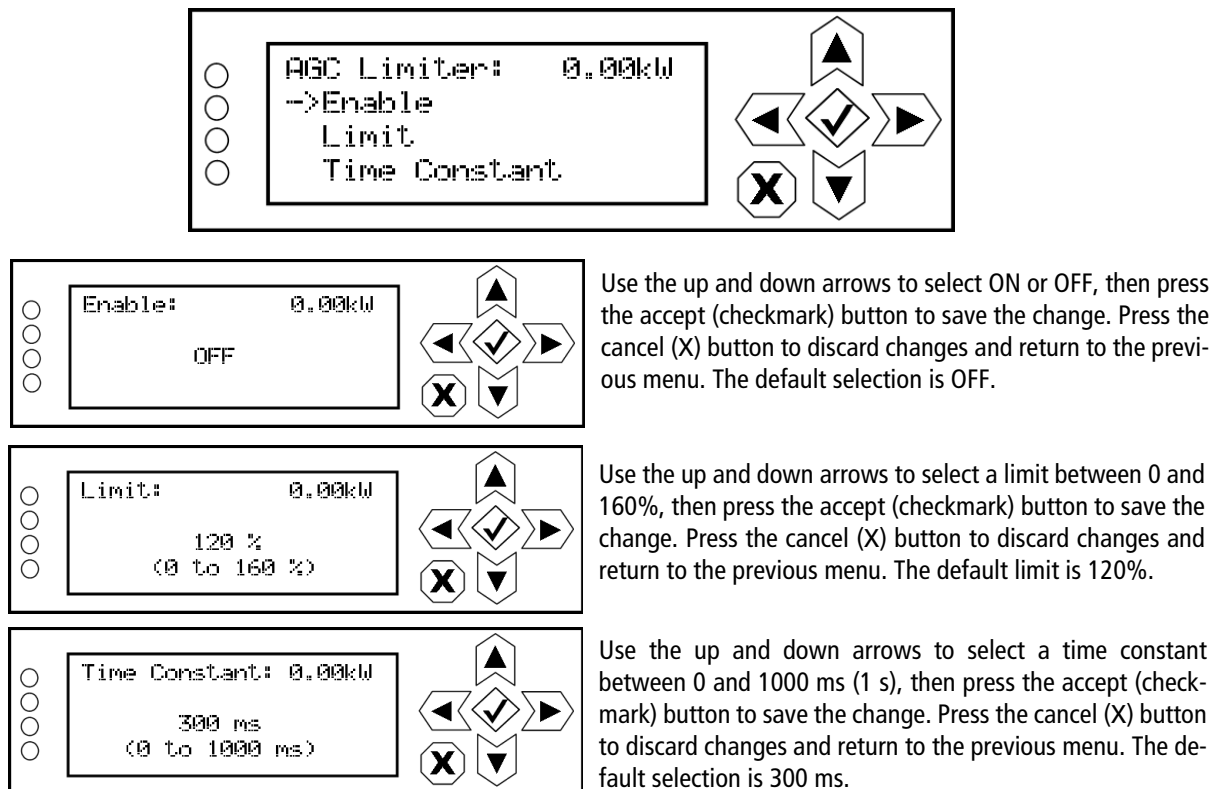 AGC Limiter: 0.00kW
->Enable
Limit
Time Constant
X
Enable: 0.00kW
OFF
X
Use the up and down arrows to select ON or OFF, then press
the accept (checkmark) button to save the change. Press the
cancel (X) button to discard changes and return to the previ-
ous menu. The default selection is OFF.
Limit: 0.00kW
120 %
(0 to 160 %)
X
Use the up and down arrows to select a limit between 0 and
160%, then press the accept (checkmark) button to save the
change. Press the cancel (X) button to discard changes and
return to the previous menu. The default limit is 120%.
Time Constant: 0.00kW
300 ms
(0 to 1000 ms)
X
Use the up and down arrows to select a time constant
between 0 and 1000 ms (1 s), then press the accept (check-
mark) button to save the change. Press the cancel (X) button
to discard changes and return to the previous menu. The de-
fault selection is 300 ms.